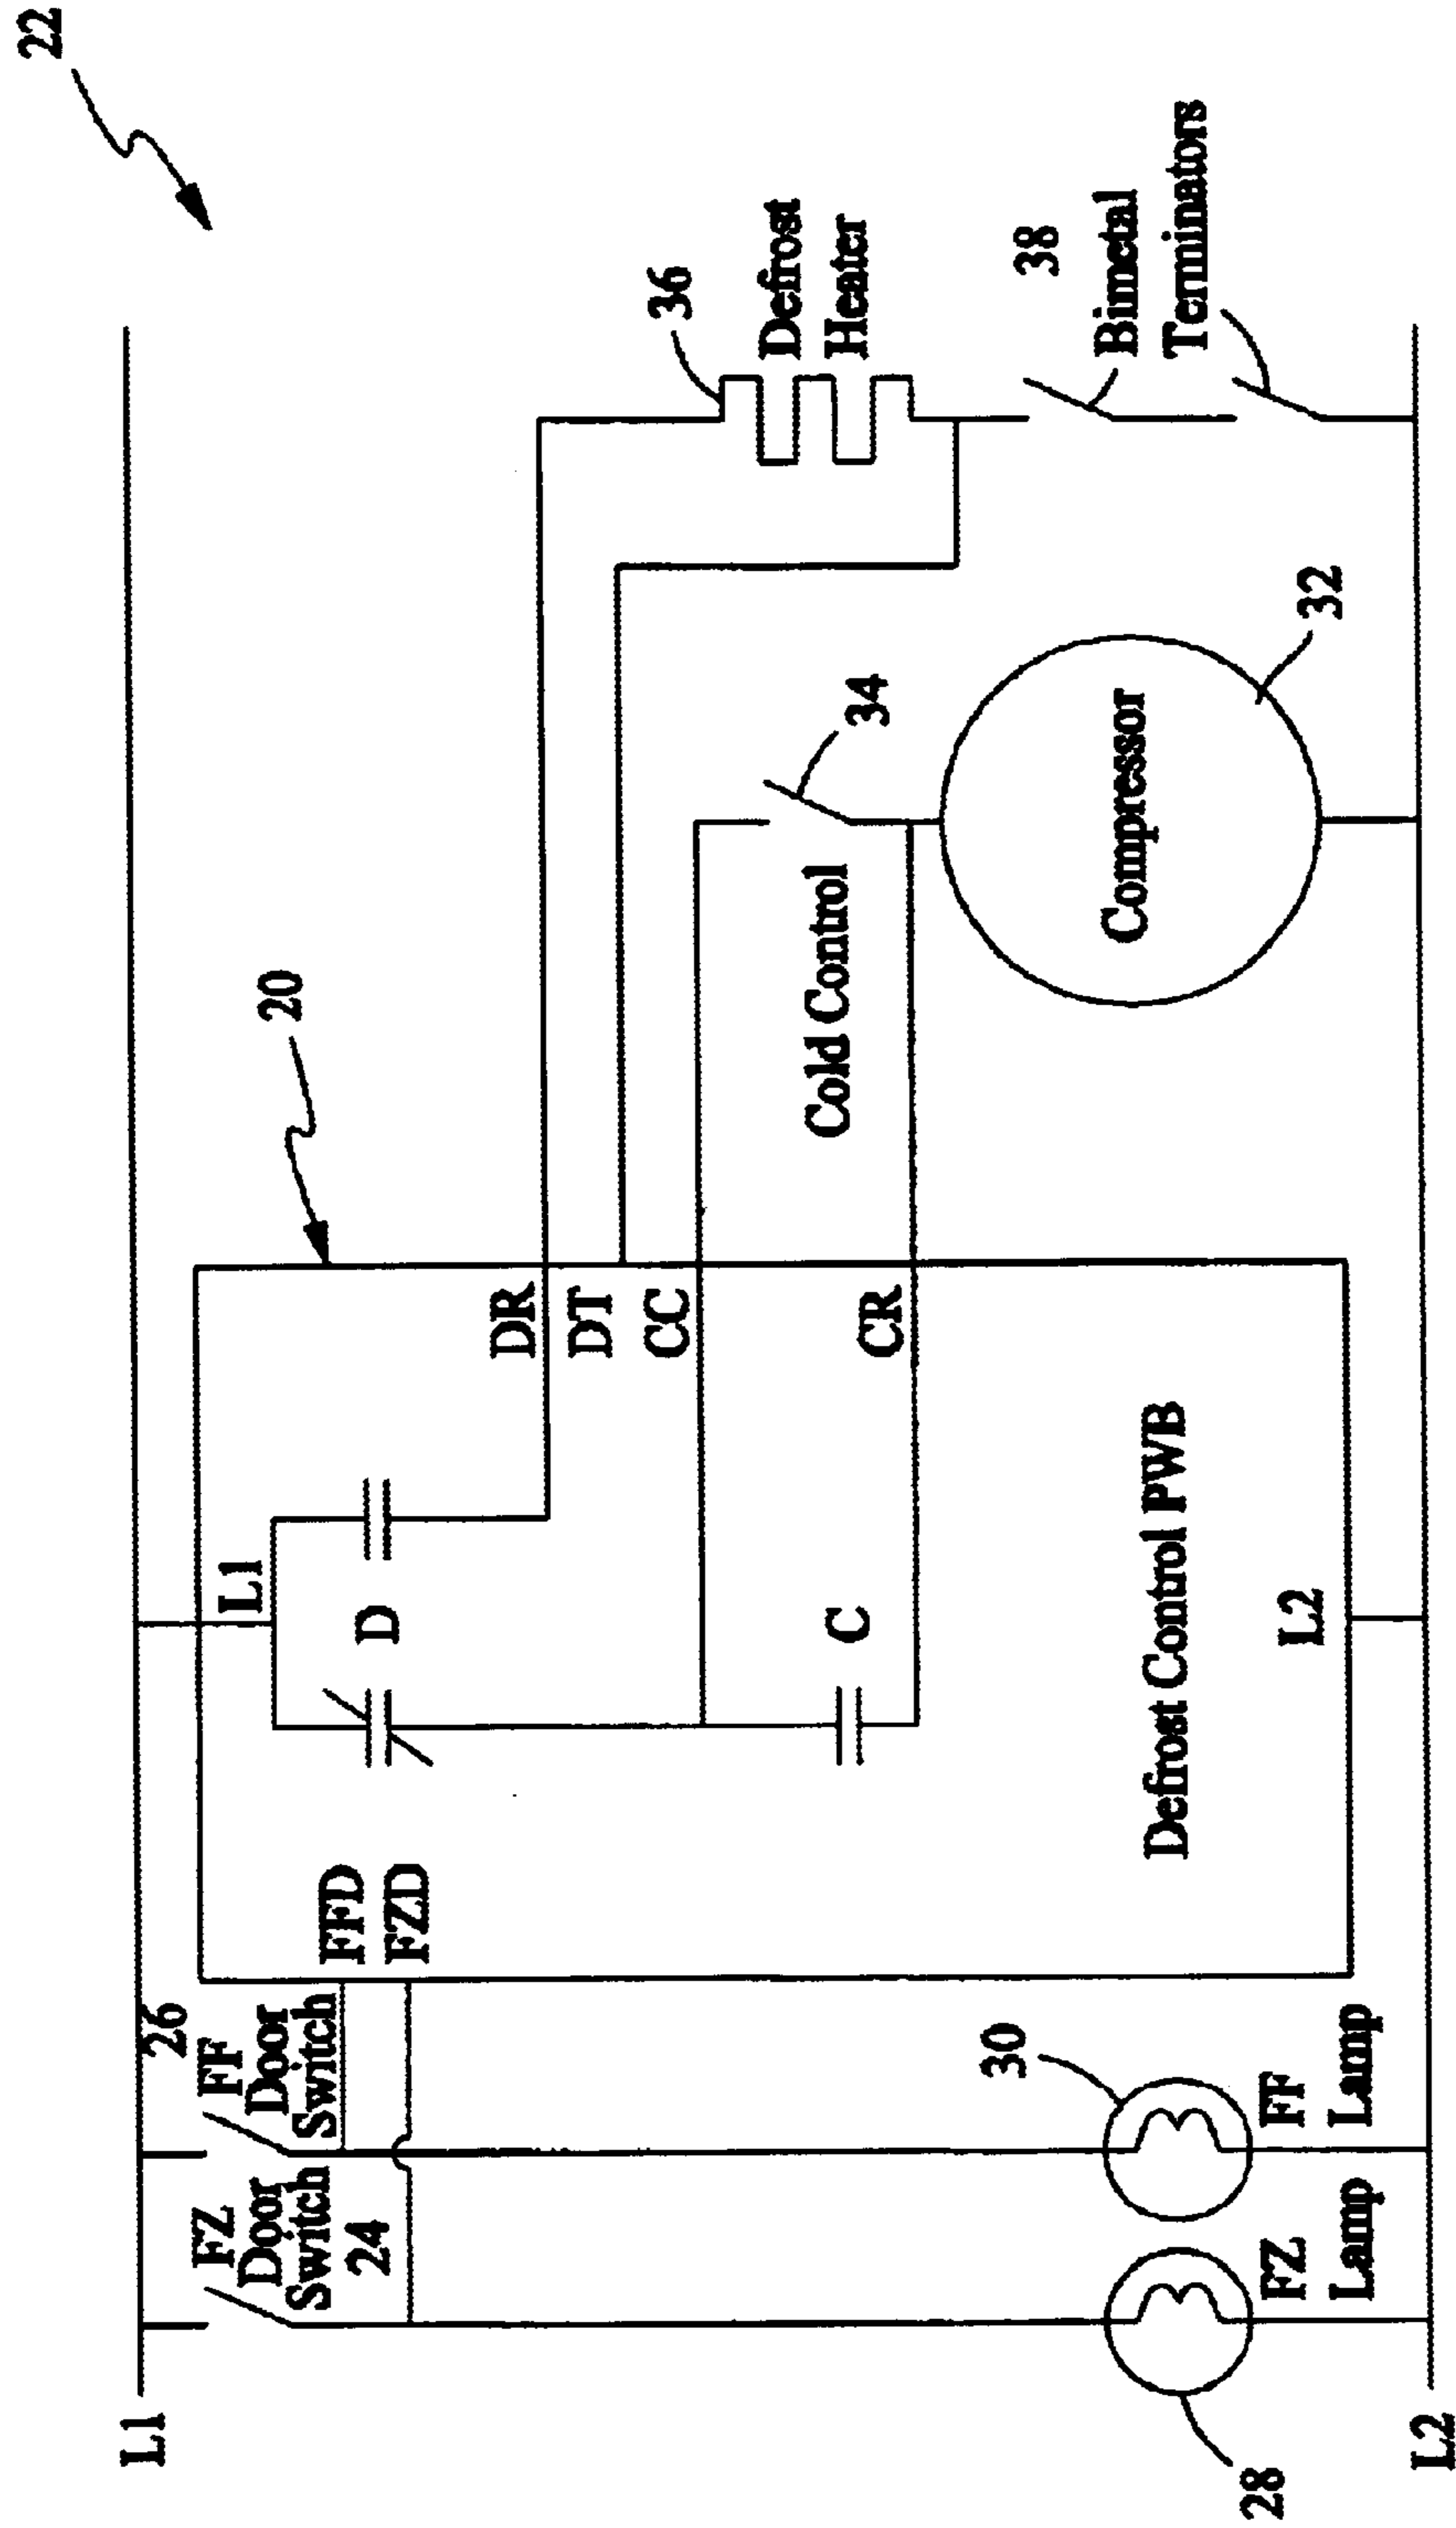 22
L1
26
FF
Door
Switch
FZ
Door
Switch
24
FFD
FZD
L1
D
C
20
DR
DT
CC
CR
Defrost Control PWB
L2
Cold Control
34
Compressor
32
36
Defrost
Heater
38
Bimetal
Terminators
30
FF
Lamp
FZ
Lamp
28
L2